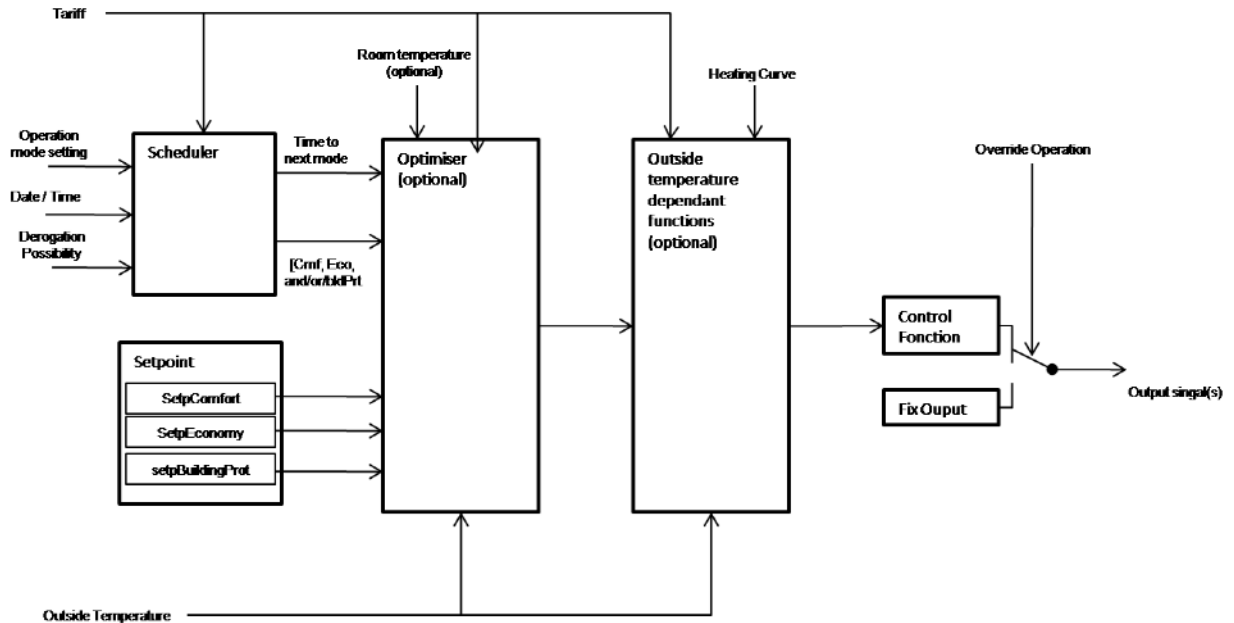 Tariff
Room temperature
(optional)
Heating Curve
Operation
mode setting
Scheduler
Time to
next mode
Optimiser
(optional)
Outside
temperature
dependant
functions
(optional)
Override Operation
Date / Time
Derogation
Possibility
[Cmf, Eco,
and/or/bldPrt
Control
Fonction
Setpoint
SetpComfort
SetpEconomy
setpBuildingProt
Fix Ouput
Output singal(s)
Outside Temperature